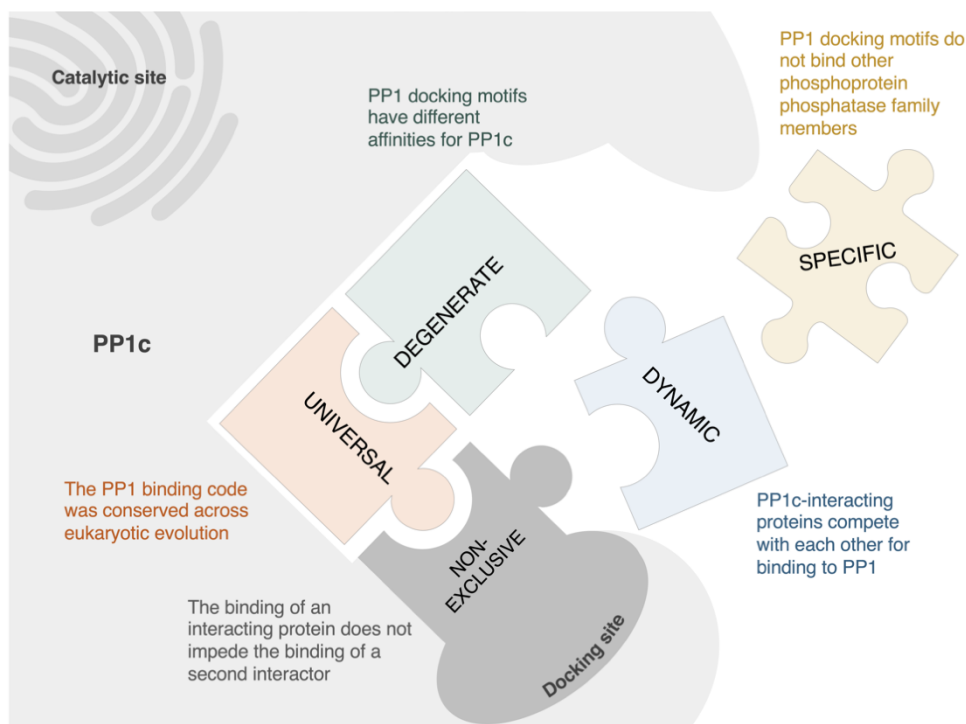 Catalytic site
PP1 docking motifs
have different
affinities for PP1c
PP1 docking motifs do
not bind other
phosphoprotein
phosphatase family
members
SPECIFIC
DEGENERATE
PP1c
UNIVERSAL
DYNAMIC
The PP1 binding code
was conserved across
eukaryotic evolution
PP1c-interacting
proteins compete
with each other for
binding to PP1
NON-
EXCLUSIVE
The binding of an
interacting protein does not
impede the binding of a
second interactor
Docking site